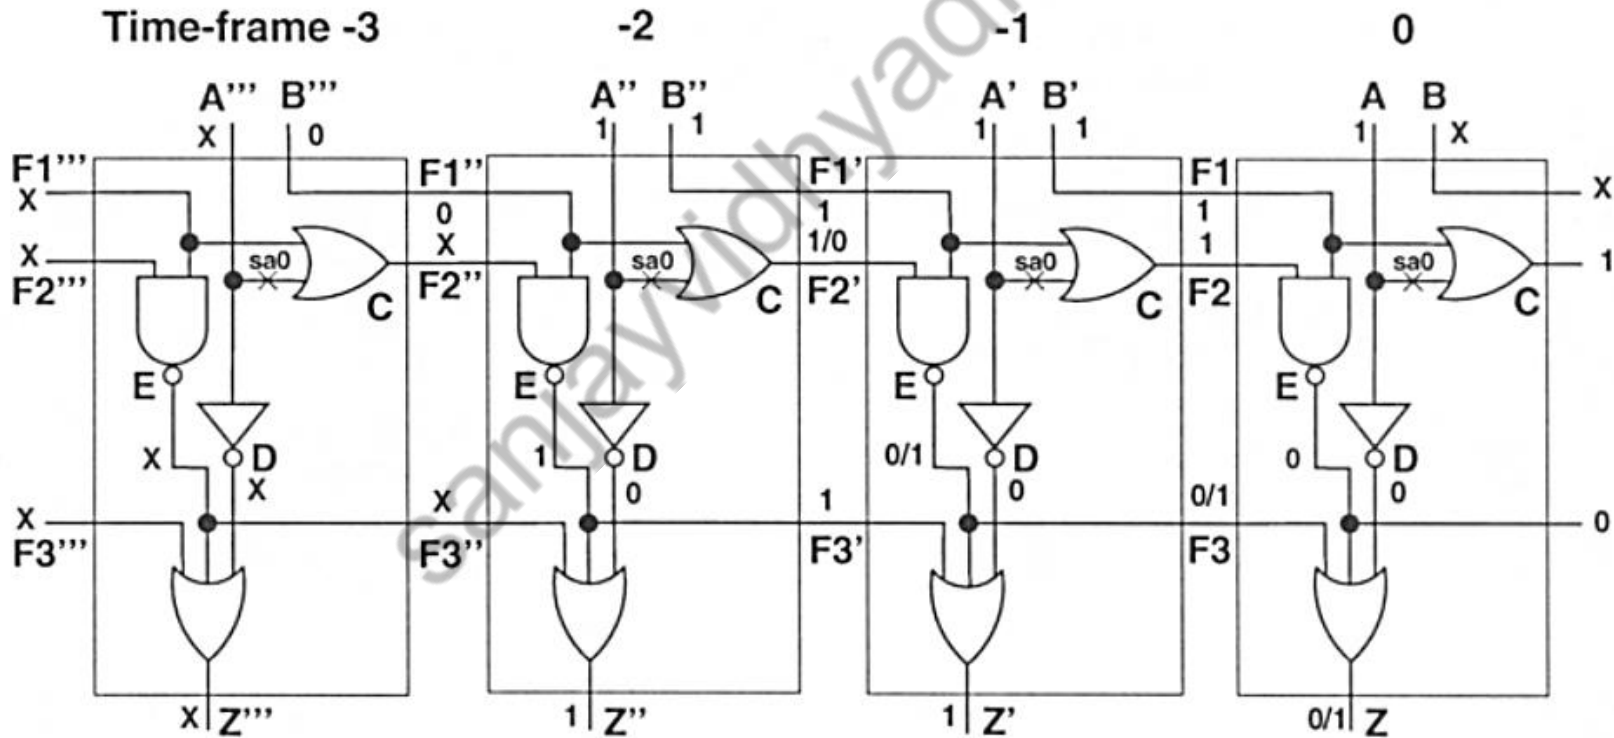 Time-frame -3 -2 -1 0
A''' B''' A'' B'' A' B' A B
X 0 1 1 1 1 1 X
F1''' F1'' F1' F1
X 0 1 1 X
X X 1/0 1 1
sa0 sa0 sa0 sa0
F2''' F2'' F2' F2
C C C C
E E E E
X D 1 D 0/1 D 0 D
X 0 0 0
X X 1 0/1 0
F3''' F3'' F3' F3
X Z''' 1 Z'' 1 Z' 0/1 Z